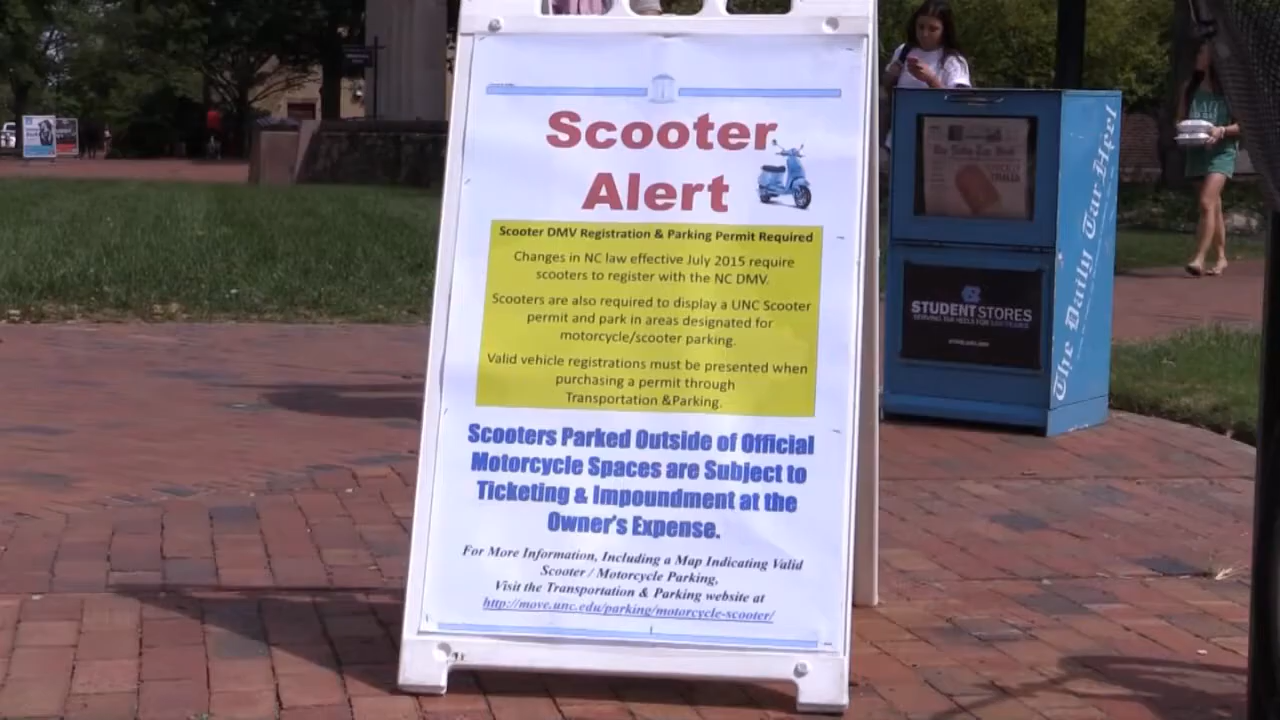 Scooter
Alert
Scooter DMV Registration & Parking Permit Required
Changes in NC law effective July 2015 require
scooters to register with the NC DMV.
Scooters are also required to display a UNC Scooter
permit and park in areas designated for
motorcycle/scooter parking.
Valid vehicle registrations must be presented when
purchasing a permit through
Transportation &Parking.
Scooters Parked Outside of Official
Motorcycle Spaces are Subject to
Ticketing & Impoundment at the
Owner's Expense.
For More Information, Including a Map Indicating Valid
Scooter / Motorcycle Parking,
Visit the Transportation & Parking website at
http://move.unc.edu/parking/motorcycle-scooter/
The Daily Tar Heel
STUDENT STORES
The Daily Tar Heel